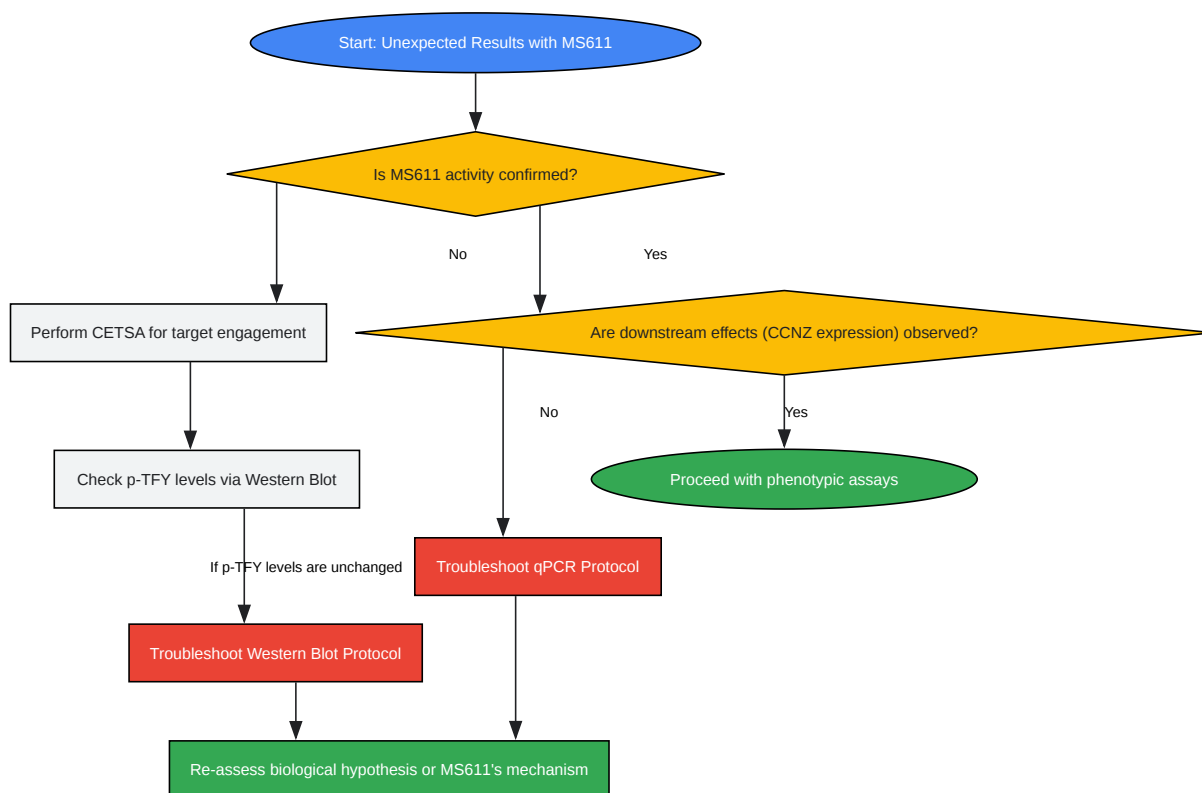 Start: Unexpected Results with MS611
Is MS611 activity confirmed?
No
Yes
Perform CETSA for target engagement
Are downstream effects (CCNZ expression) observed?
No
Yes
Check p-TFY levels via Western Blot
Proceed with phenotypic assays
If p-TFY levels are unchanged
Troubleshoot qPCR Protocol
Troubleshoot Western Blot Protocol
Re-assess biological hypothesis or MS611's mechanism